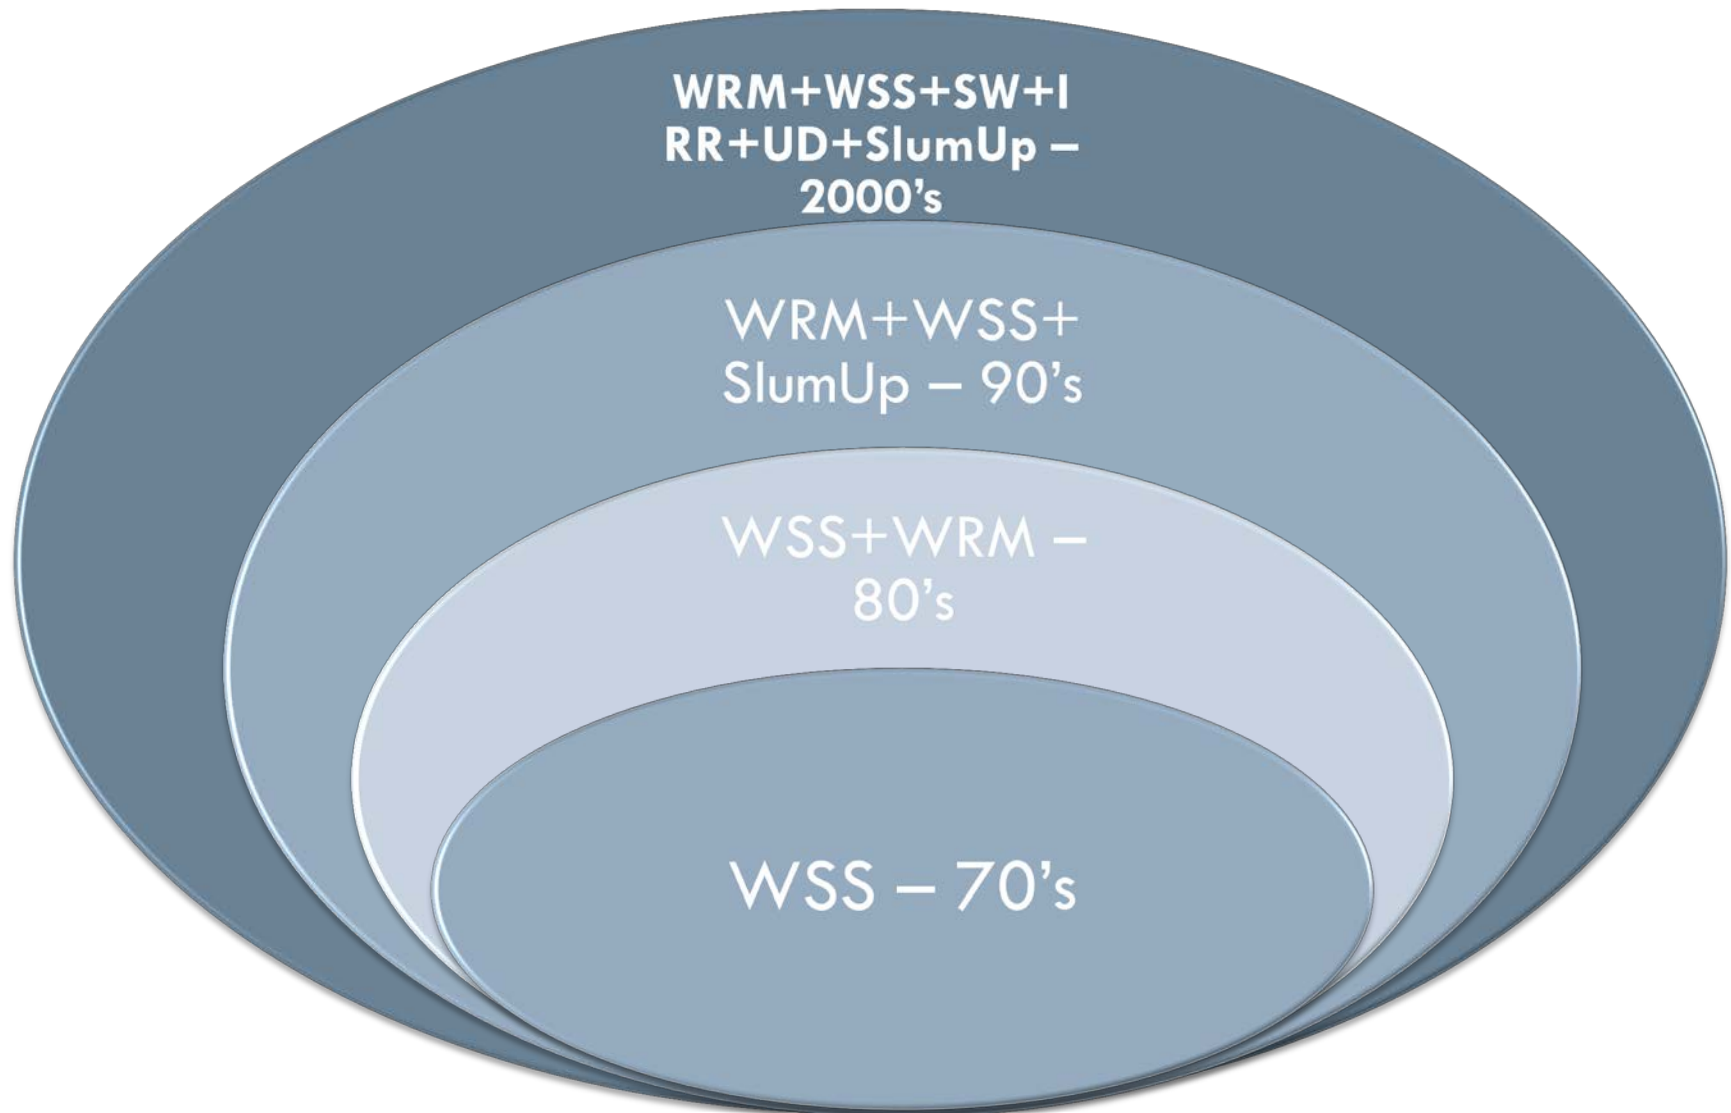 WRM+WSS+SW+I
RR+UD+SlumUp –
2000’s
WRM+WSS+
SlumUp – 90’s
WSS+WRM –
80’s
WSS – 70’s